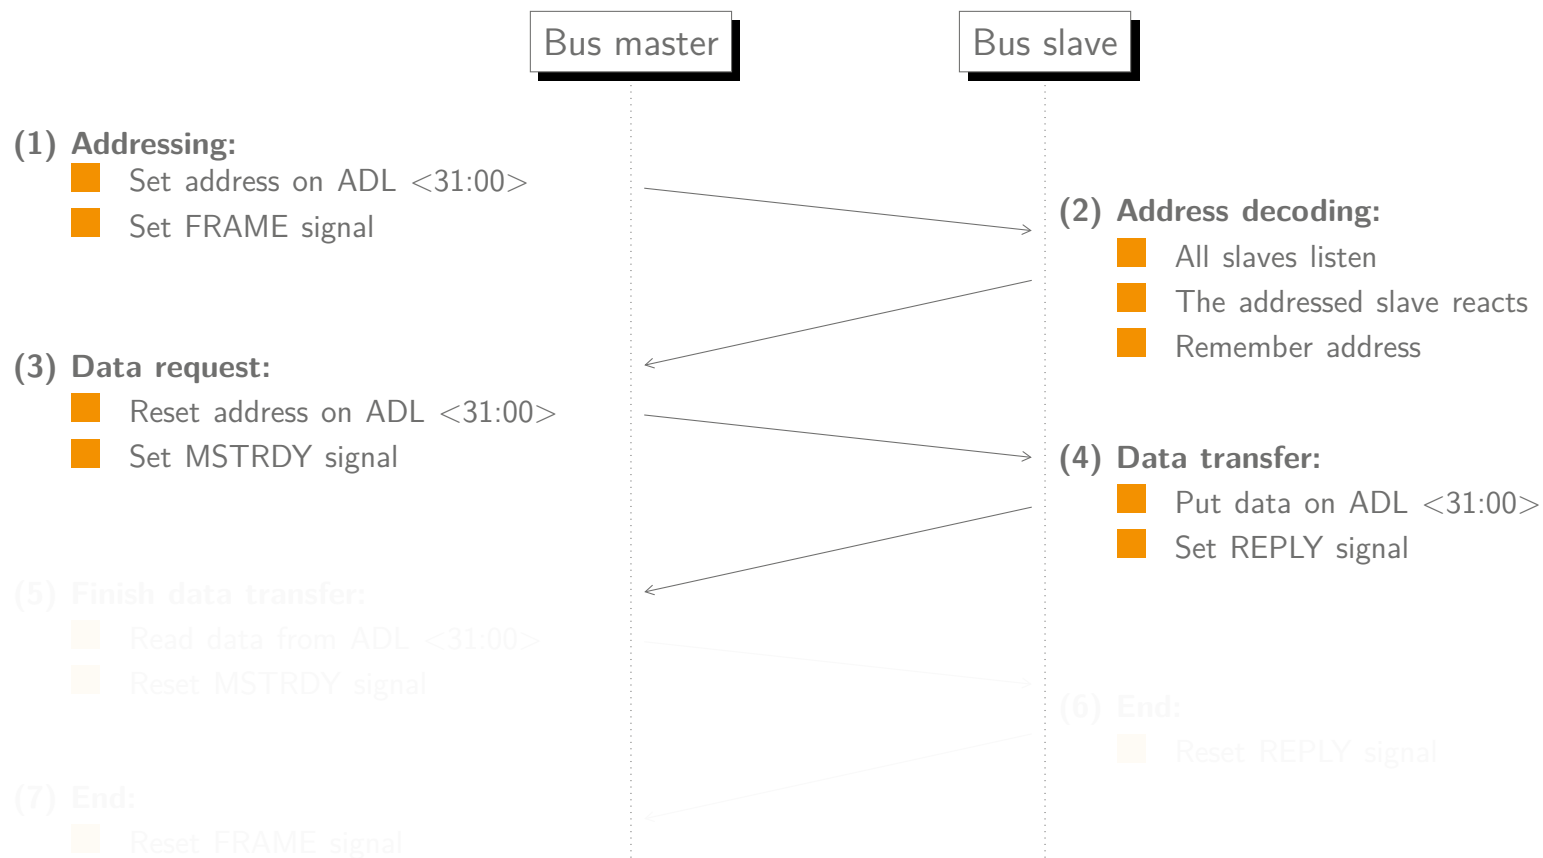 Bus master
Bus slave
(1) Addressing:
Set address on ADL <31:00>
Set FRAME signal
(2) Address decoding:
All slaves listen
The addressed slave reacts
Remember address
(3) Data request:
Reset address on ADL <31:00>
Set MSTRDY signal
(4) Data transfer:
Put data on ADL <31:00>
Set REPLY signal
(5) Finish data transfer:
Read data from ADL <31:00>
Reset MSTRDY signal
(6) End:
Reset REPLY signal
(7) End:
Reset FRAME signal